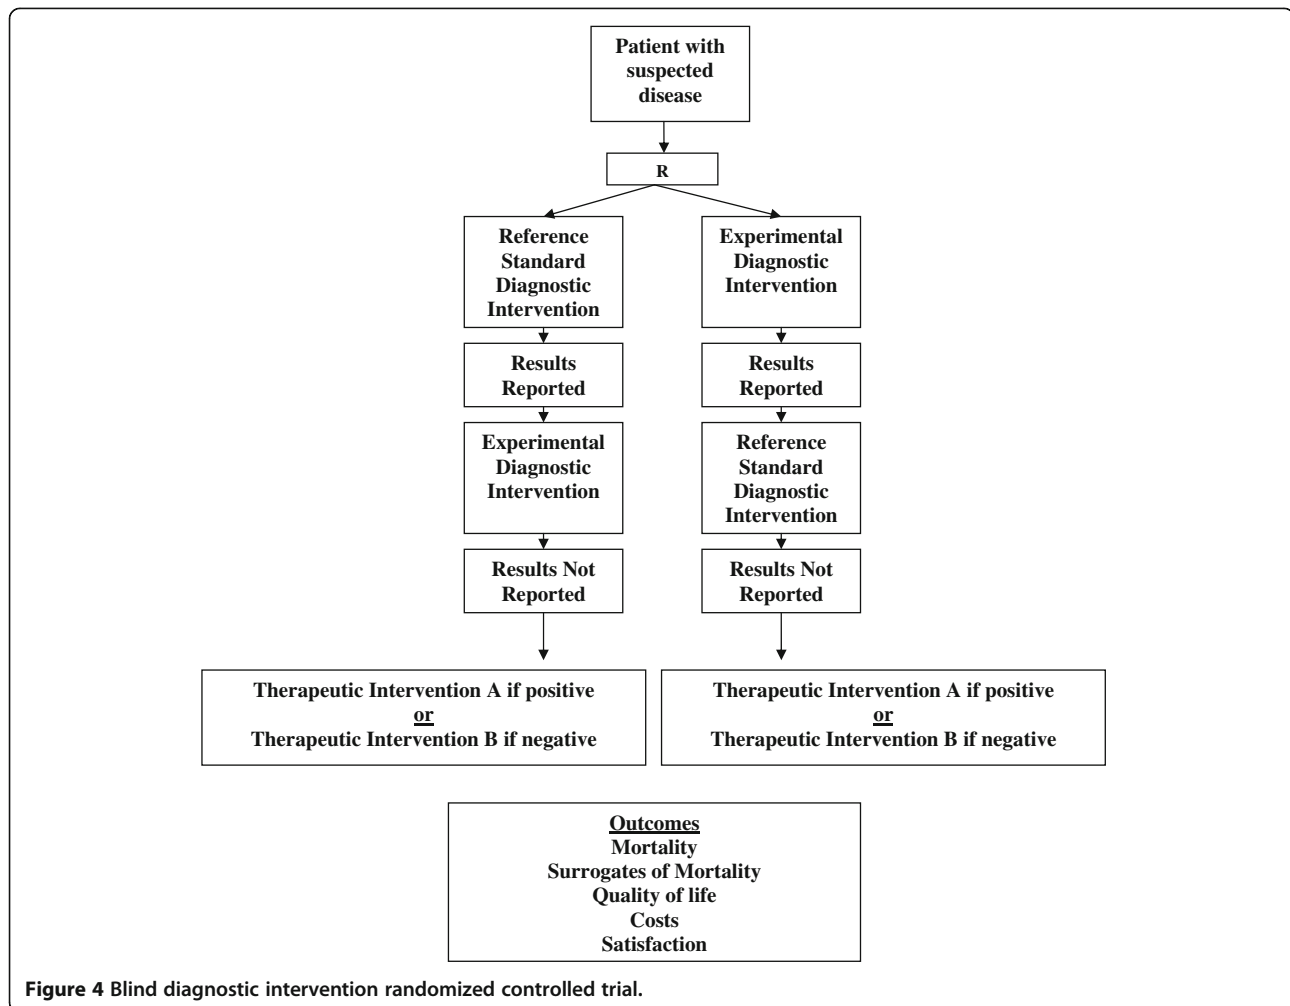 Patient with
suspected
disease
R
Reference
Standard
Diagnostic
Intervention
Experimental
Diagnostic
Intervention
Results
Reported
Results
Reported
Experimental
Diagnostic
Intervention
Reference
Standard
Diagnostic
Intervention
Results Not
Reported
Results Not
Reported
Therapeutic Intervention A if positive
or
Therapeutic Intervention B if negative
Therapeutic Intervention A if positive
or
Therapeutic Intervention B if negative
Outcomes
Mortality
Surrogates of Mortality
Quality of life
Costs
Satisfaction
Figure 4 Blind diagnostic intervention randomized controlled trial.